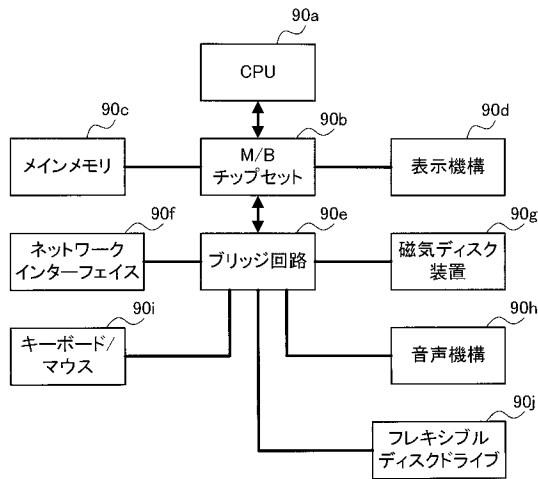 90a
CPU
90c
90b
90d
メインメモリ
M/B
チップセット
表示機構
90f
90e
90g
ネットワーク
インターフェイス
ブリッジ回路
磁気ディスク
装置
90i
90h
キーボード/
マウス
音声機構
90j
フレキシブル
ディスクドライブ